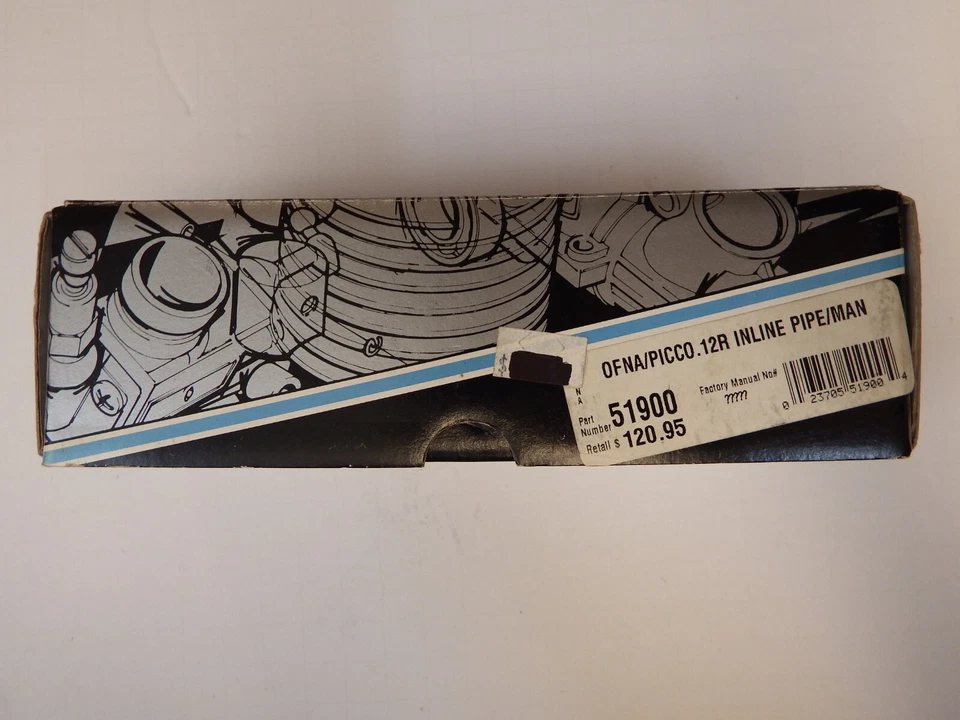 OFNA/PICCO.12R INLINE PIPE/MAN
$
N
A
Part
Number 51900
Factory Manual No#
?????
Retail $ 120.95
0 23705 51900 4